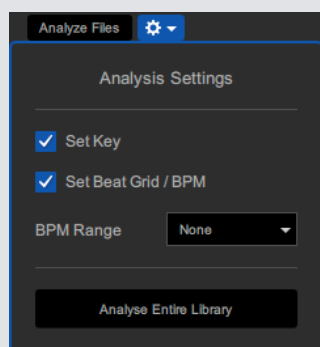 Analyze Files
Analysis Settings
Set Key
Set Beat Grid / BPM
BPM Range None
Analyse Entire Library